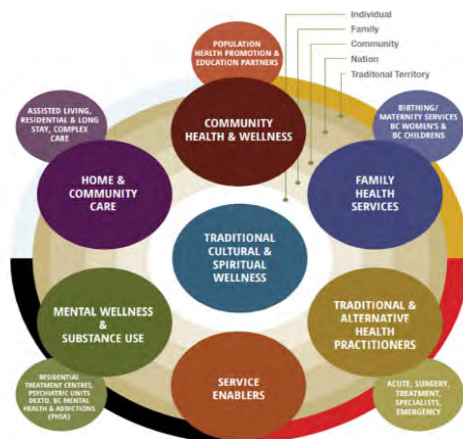 Individual
Family
Community
Nation
Traditonal Territory
POPULATION
HEALTH PROMOTION &
EDUCATION PARTNERS
COMMUNITY
HEALTH & WELLNESS
ASSISTED LIVING,
RESIDENTIAL & LONG
STAY, COMPLEX
CARE
HOME &
COMMUNITY
CARE
BIRTHING/
MATERNITY SERVICES
BC WOMEN'S &
BC CHILDRENS
FAMILY
HEALTH
SERVICES
TRADITIONAL
CULTURAL &
SPIRITUAL
WELLNESS
MENTAL WELLNESS
&
SUBSTANCE USE
RESIDENTIAL
TREATMENT CENTRES,
PSYCHIATRIC UNITS
DEXTO, BC MENTAL
HEALTH & ADDICTIONS
(PHSA)
SERVICE
ENABLERS
TRADITIONAL &
ALTERNATIVE
HEALTH
PRACTITIONERS
ACUTE, SURGERY,
TREATMENT,
SPECIALISTS,
EMERGENCY